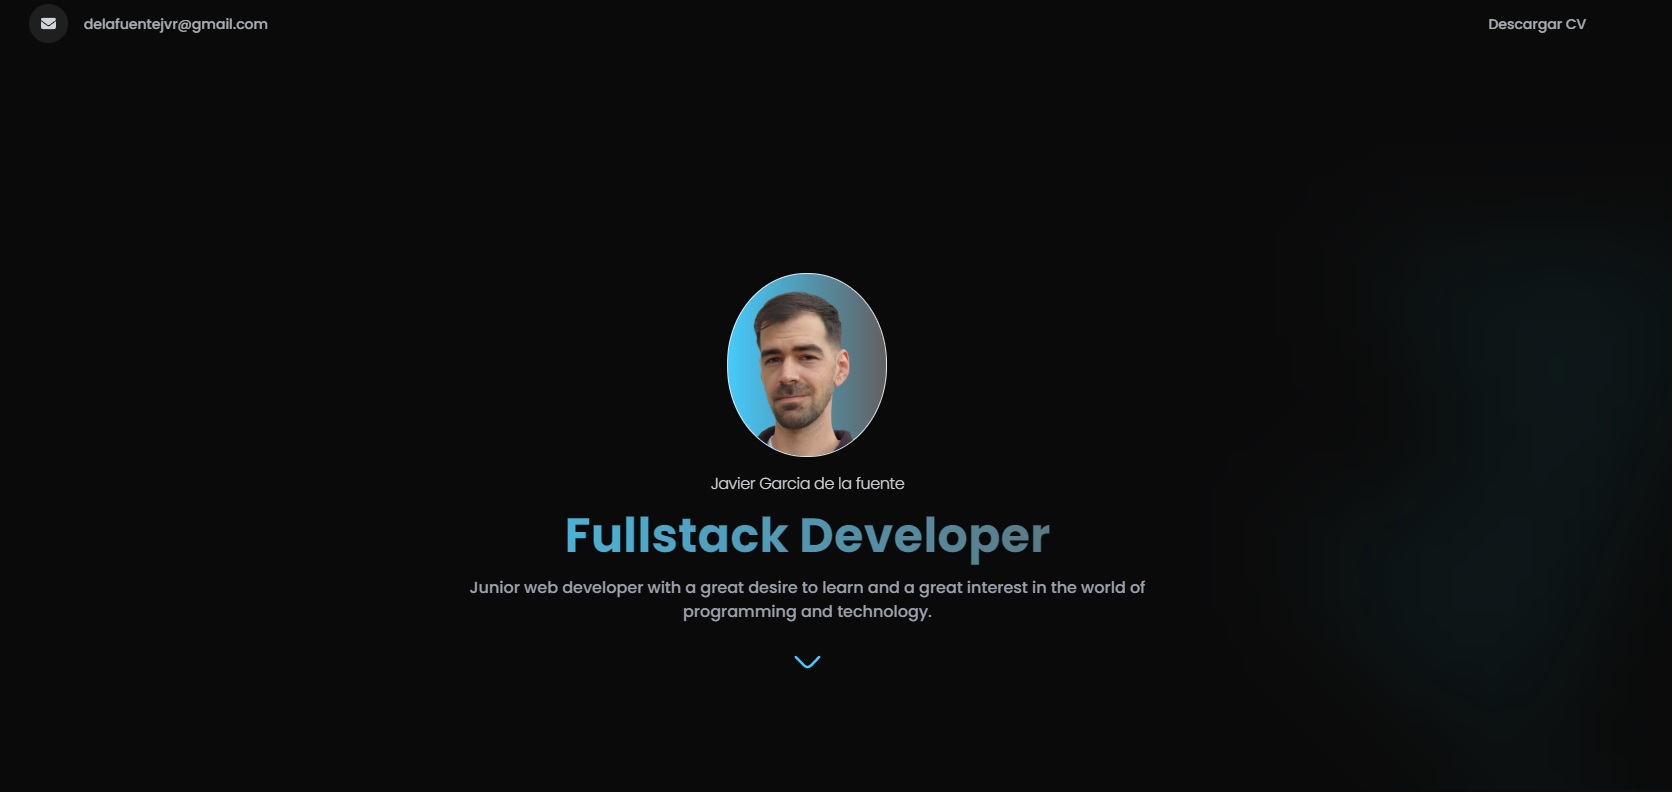 delafuentejvr@gmail.com
Descargar CV
Javier Garcia de la fuente
Fullstack Developer
Junior web developer with a great desire to learn and a great interest in the world of
programming and technology.